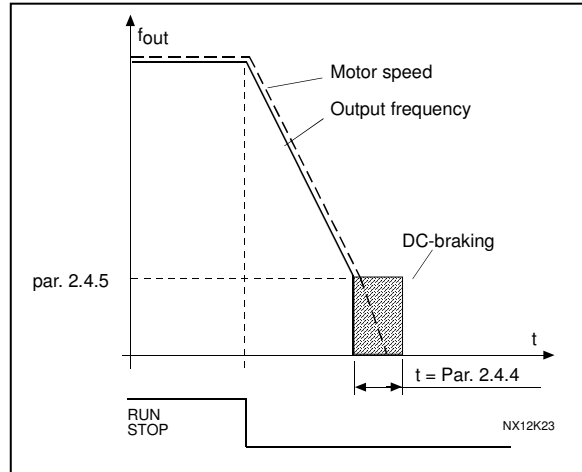 fout
Motor speed
Output frequency
DC-braking
par. 2.4.5
t
t = Par. 2.4.4
RUN
STOP
NX12K23